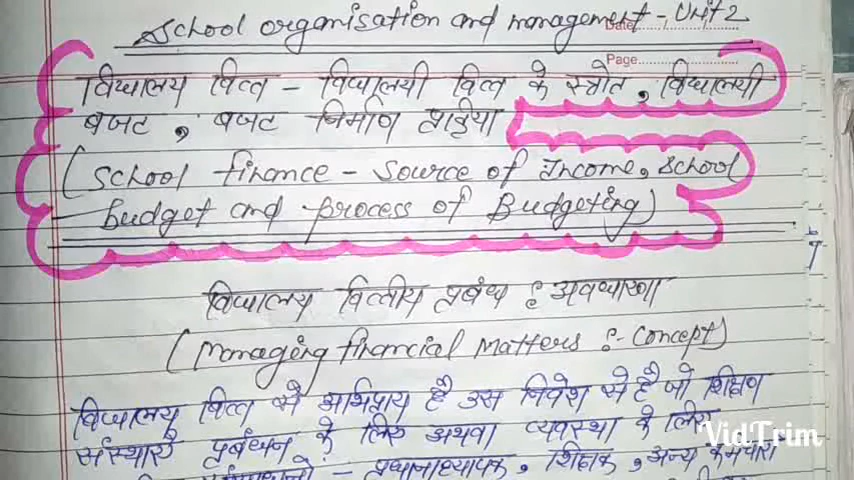 School organisation and management - Unit 2
Date
Page
विद्यालय वित्त - विद्यालयी वित्त के स्त्रोत, विद्यालयी
बजट, बजट निर्माण प्रक्रिया
(School finance - Source of Income, School
budget and process of Budgeting)
विद्यालय वित्तीय प्रबंध : अवधारणा
(Managing financial Matters :- Concept)
विद्यालय वित्त से अभिप्राय है उस निवेश से है जो शिक्षण
संस्थाएं प्रबंधन के लिए अथवा व्यवस्था के लिए
- प्रधानाध्यापक, शिक्षक, अन्य कर्मचारी
VidTrim